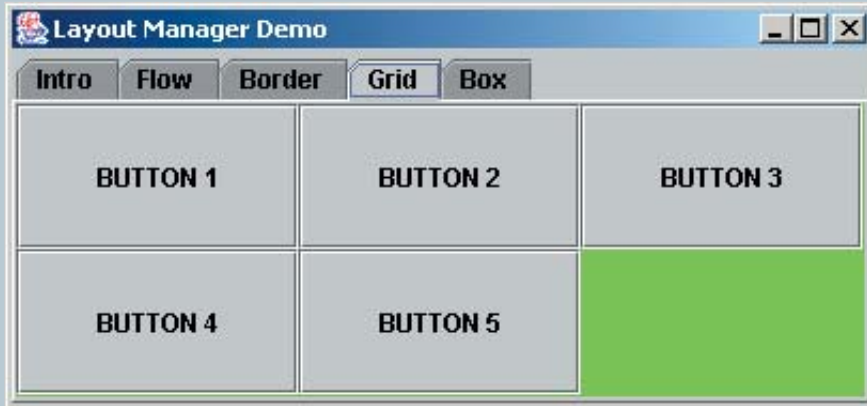 Layout Manager Demo
Intro Flow Border Grid Box
BUTTON 1 BUTTON 2 BUTTON 3
BUTTON 4 BUTTON 5